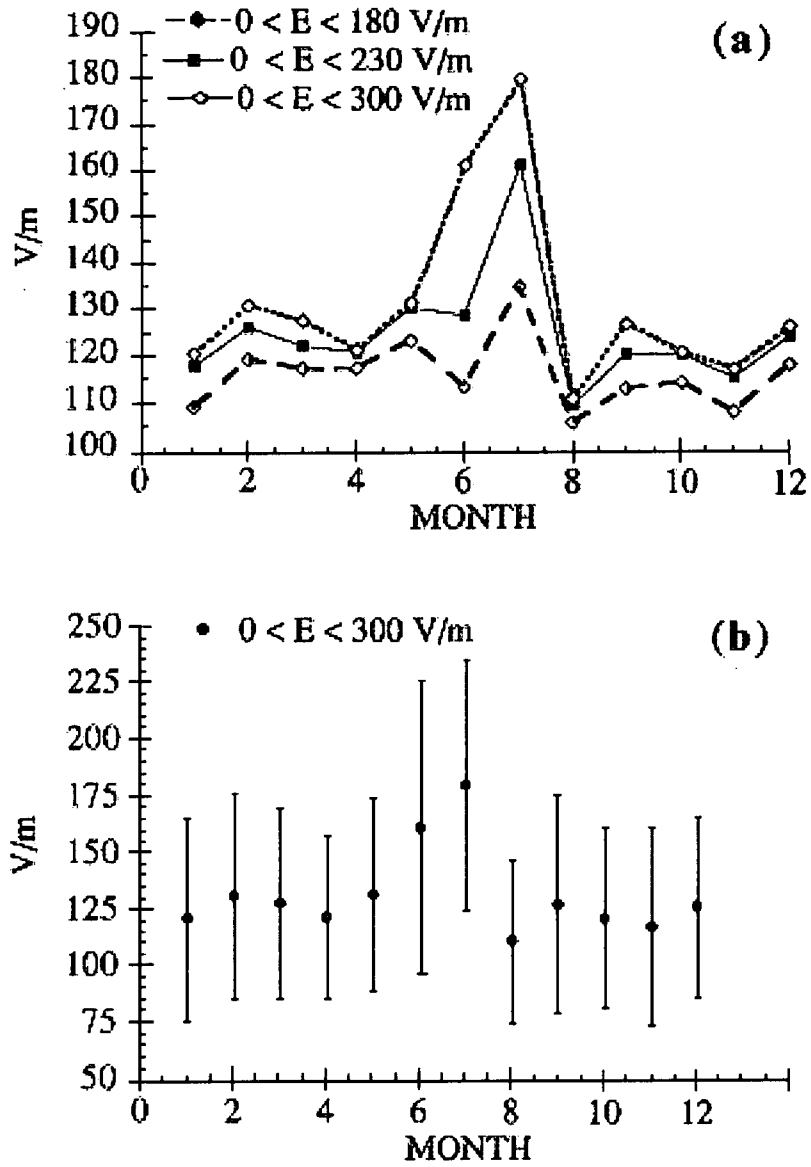 190
180
170
160
150
140
130
120
110
100
V/m
0 < E < 180 V/m
0 < E < 230 V/m
0 < E < 300 V/m
(a)
0 2 4 6 8 10 12
MONTH
250
225
200
175
150
125
100
75
50
V/m
0 < E < 300 V/m
(b)
0 2 4 6 8 10 12
MONTH